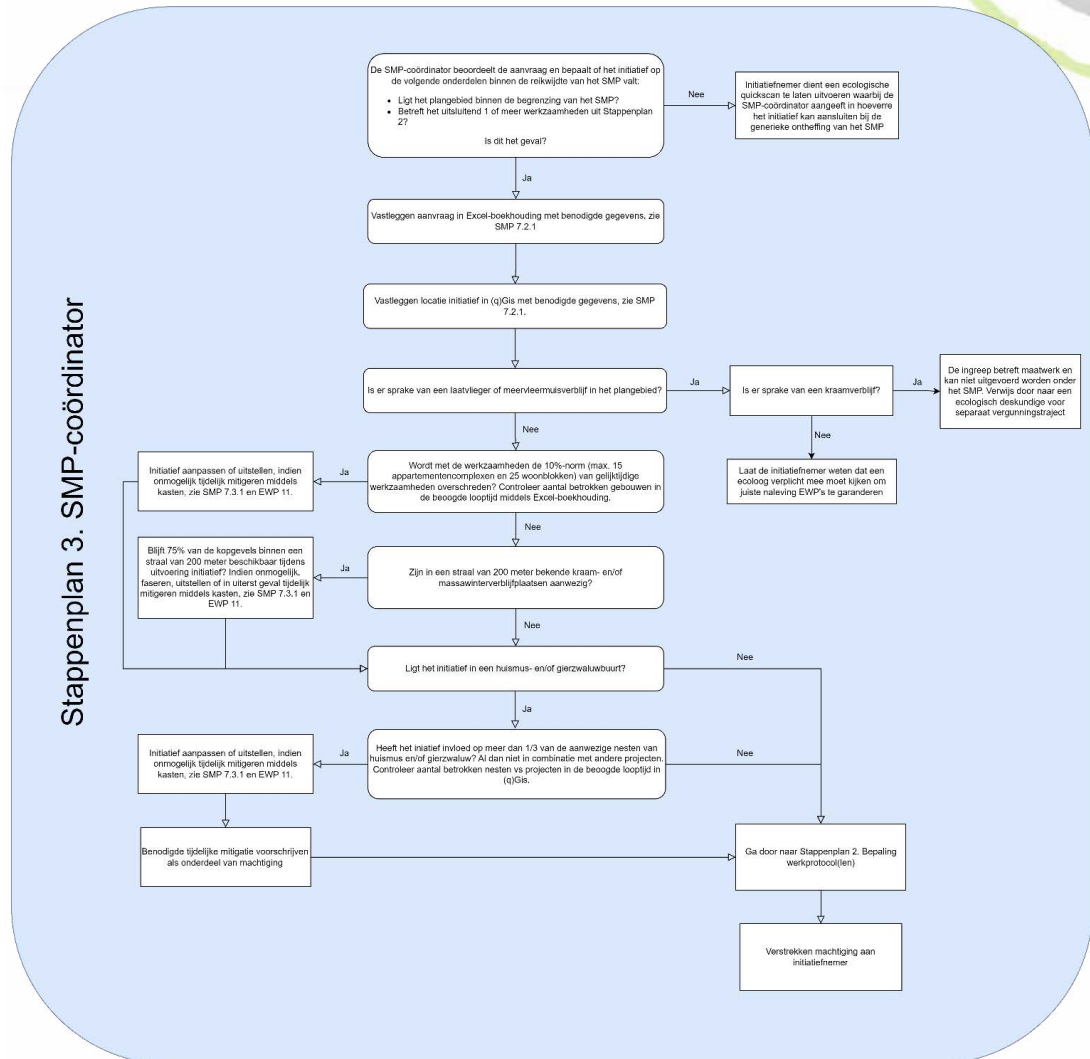 Stappenplan 3. SMP-coördinator
De SMP-coördinator beoordeelt de aanvraag en bepaalt of het initiatief op
de volgende onderdelen binnen de reikwijdte van het SMP valt:
• Ligt het plangebied binnen de begrenzing van het SMP?
• Betreft het uitsluitend 1 of meer werkzaamheden uit Stappenplan
2?
Is dit het geval?
Nee
Initiatiefnemer dient een ecologische
quickscan te laten uitvoeren waarbij de
SMP-coördinator aangeeft in hoeverre
het initiatief kan aansluiten bij de
generieke ontheffing van het SMP
Ja
Vastleggen aanvraag in Excel-boekhouding met benodigde gegevens, zie
SMP 7.2.1
Vastleggen locatie initiatief in (q)Gis met benodigde gegevens, zie SMP
7.2.1.
Is er sprake van een laatvlieger of meervleermuisverblijf in het plangebied?
Ja
Is er sprake van een kraamverblijf?
Ja
De ingreep betreft maatwerk en
kan niet uitgevoerd worden onder
het SMP. Verwijs door naar een
ecologisch deskundige voor
separaat vergunningstraject
Nee
Nee
Laat de initiatiefnemer weten dat een
ecoloog verplicht mee moet kijken om
juiste naleving EWP's te garanderen
Wordt met de werkzaamheden de 10%-norm (max. 15
appartementencomplexen en 25 woonblokken) van gelijktijdige
werkzaamheden overschreden? Controleer aantal betrokken gebouwen in
de beoogde looptijd middels Excel-boekhouding.
Ja
Initiatief aanpassen of uitstellen, indien
onmogelijk tijdelijk mitigeren middels
kasten, zie SMP 7.3.1 en EWP 11.
Nee
Zijn in een straal van 200 meter bekende kraam- en/of
massawinterverblijfplaatsen aanwezig?
Ja
Blijft 75% van de kopgevels binnen een
straal van 200 meter beschikbaar tijdens
uitvoering initiatief? Indien onmogelijk,
faseren, uitstellen of in uiterst geval tijdelijk
mitigeren middels kasten, zie SMP 7.3.1 en
EWP 11.
Nee
Ligt het initiatief in een huismus- en/of gierzwaluwbuurt?
Nee
Ja
Heeft het iniatief invloed op meer dan 1/3 van de aanwezige nesten van
huismus en/of gierzwaluw? Al dan niet in combinatie met andere projecten.
Controleer aantal betrokken nesten vs projecten in de beoogde looptijd in
(q)Gis.
Nee
Ja
Initiatief aanpassen of uitstellen, indien
onmogelijk tijdelijk mitigeren middels
kasten, zie SMP 7.3.1 en EWP 11.
Benodigde tijdelijke mitigatie voorschrijven
als onderdeel van machtiging
Ga door naar Stappenplan 2. Bepaling
werkprotocol(len)
Verstrekken machtiging aan
initiatiefnemer